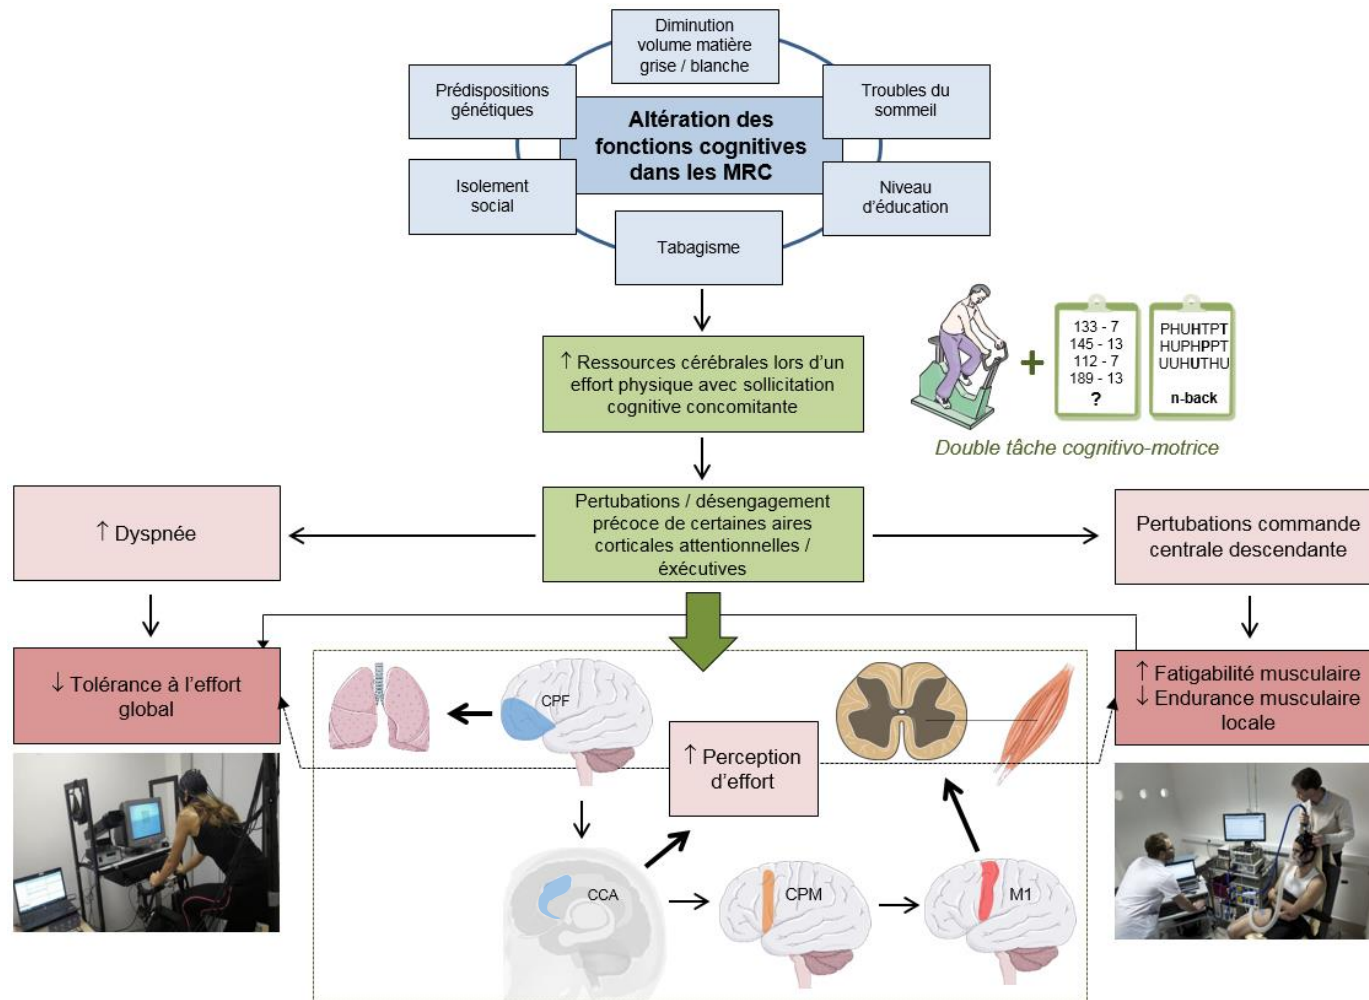 Diminution
volume matière
grise / blanche
Prédispositions
génétiques
Troubles du
sommeil
Altération des
fonctions cognitives
dans les MRC
Isolement
social
Niveau
d'éducation
Tabagisme
↑ Ressources cérébrales lors d'un
effort physique avec sollicitation
cognitive concomitante
+
133 - 7
145 - 13
112 - 7
189 - 13
?
PHUHTPT
HUPHPPT
UUHUTHU
n-back
Double tâche cognitivo-motrice
↑ Dyspnée
Pertubations / désengagement
précoce de certaines aires
corticales attentionnelles /
éxécutives
Pertubations commande
centrale descendante
↓ Tolérance à l'effort
global
CPF
↑ Perception
d'effort
↑ Fatigabilité musculaire
↓ Endurance musculaire
locale
CCA
CPM
M1